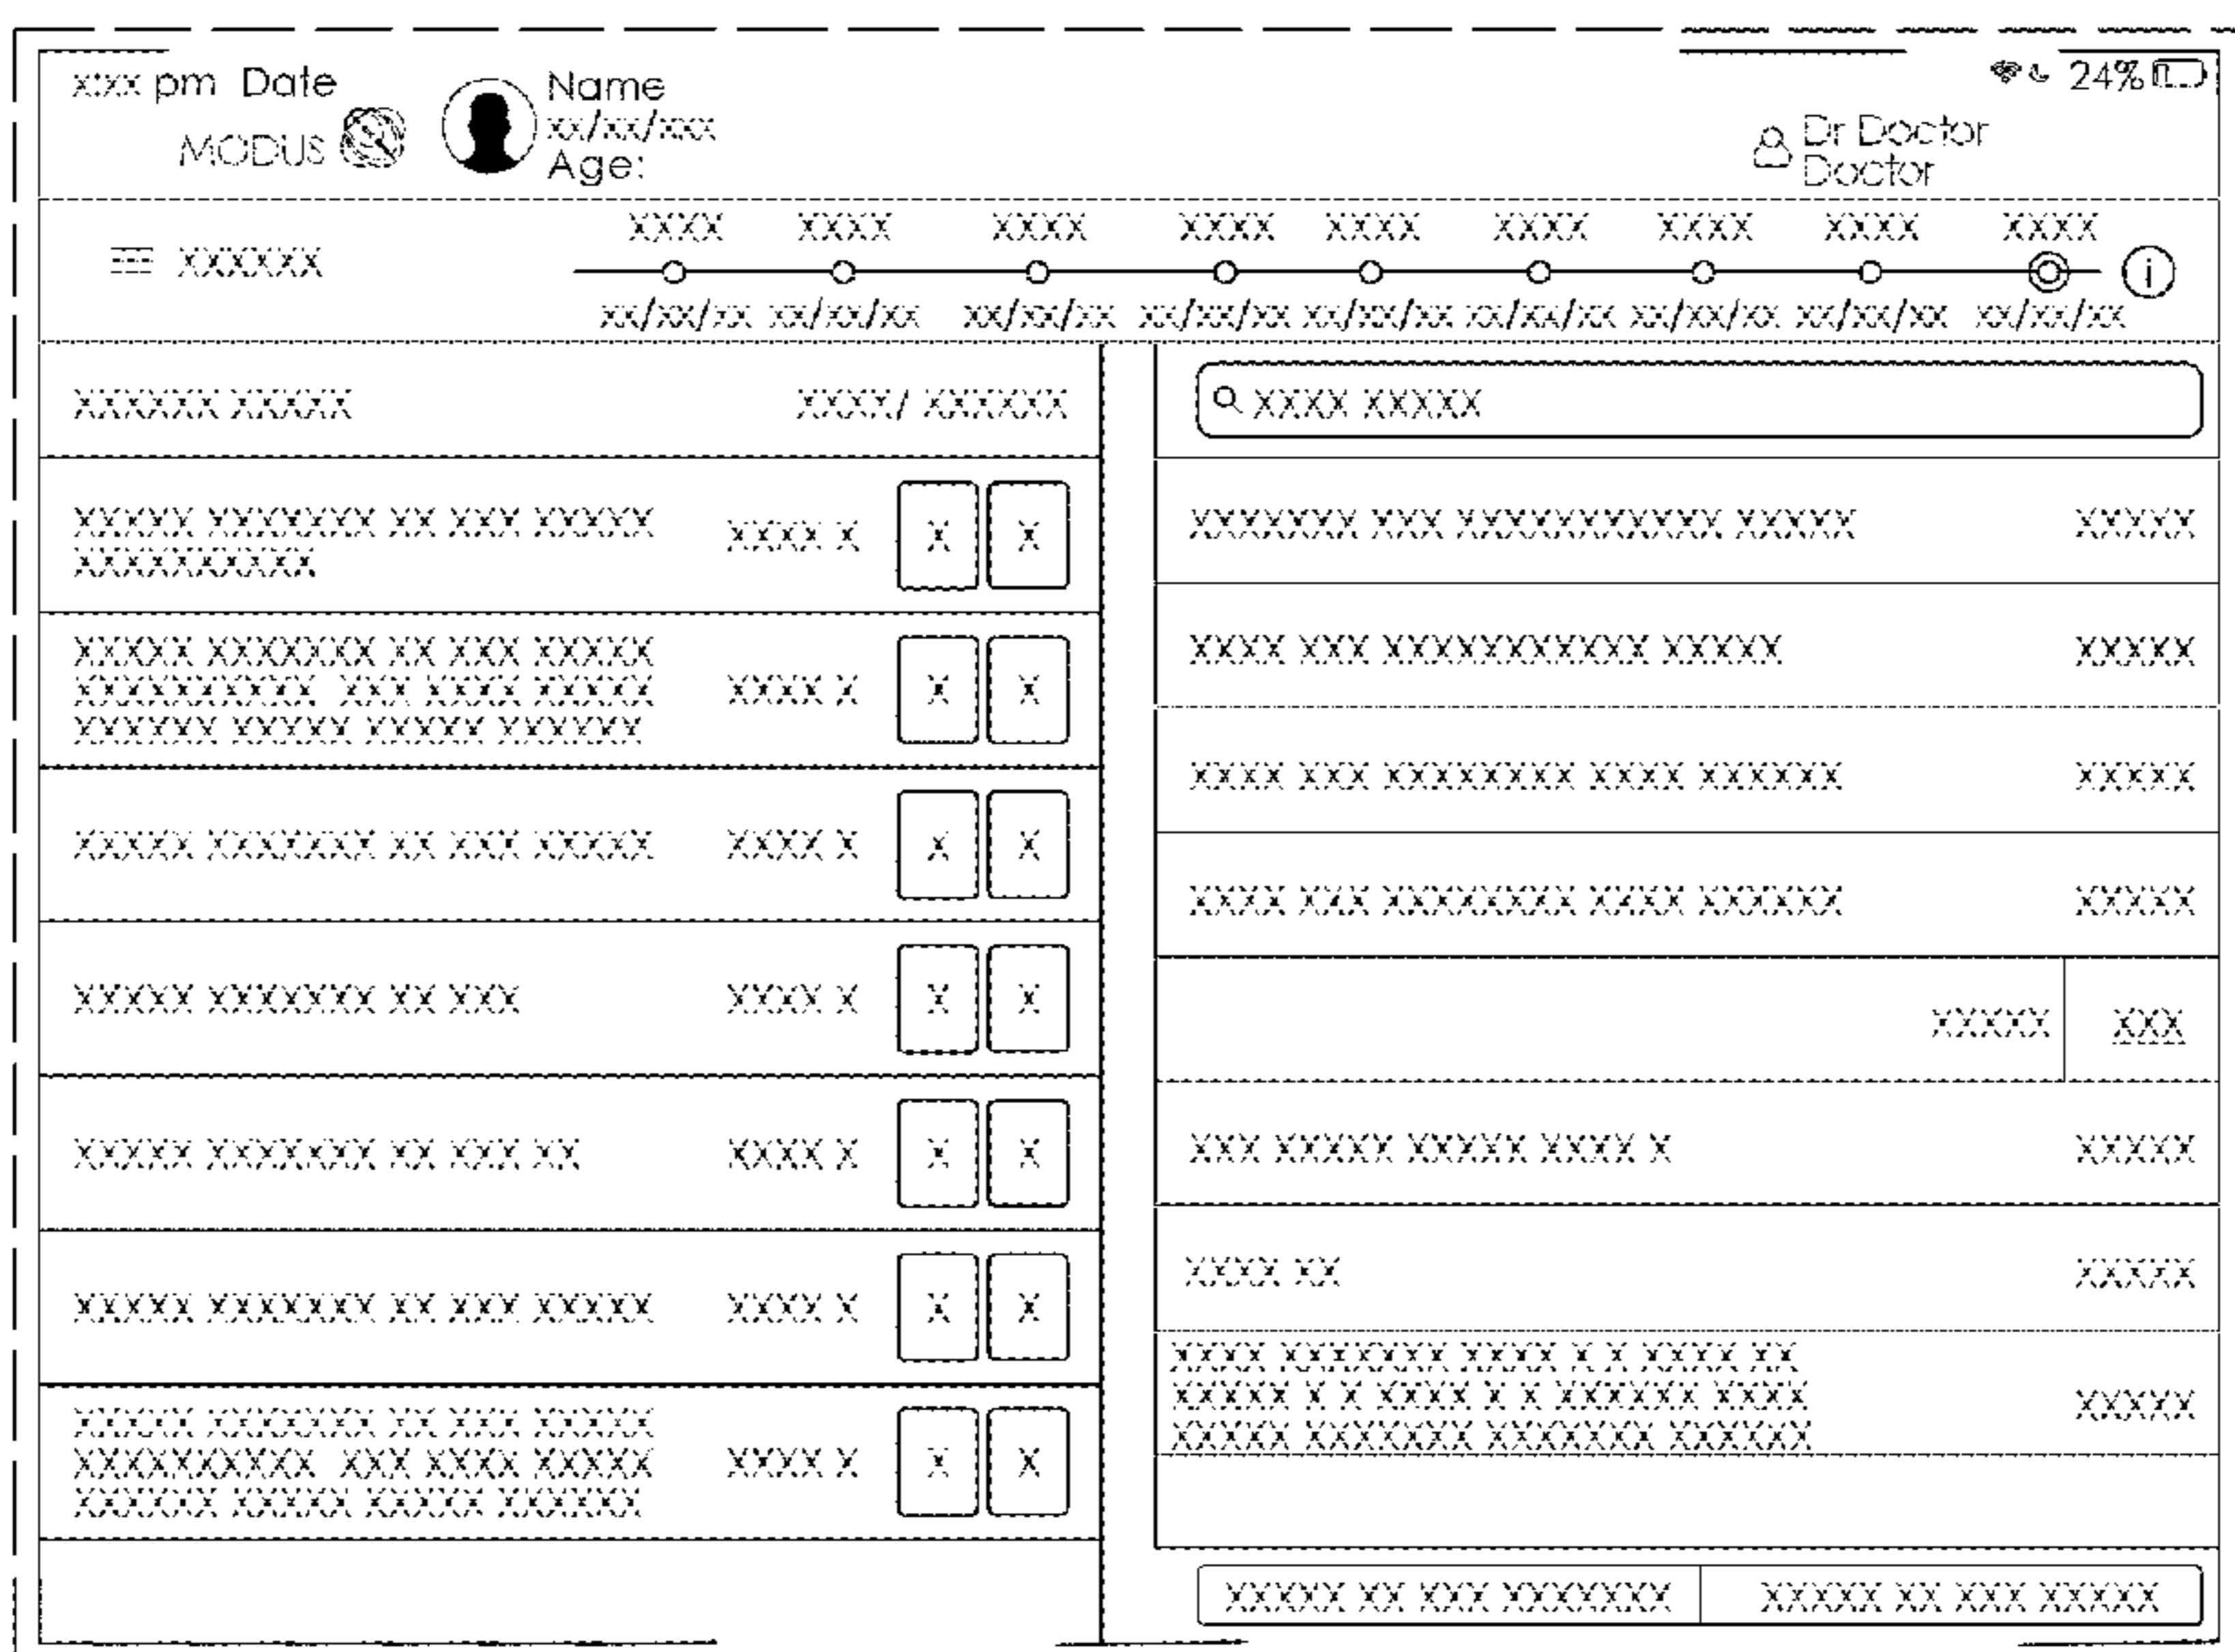 x:xx pm Date
24%
MODUS
Name
xx/xx/xxx
Age:
Dr Doctor
Doctor
XXXX XXXX XXXX XXXX XXXX XXXX XXXX XXXX XXXX
XXXXXX
i
xx/xx/xx xx/xx/xx xx/xx/xx xx/xx/xx xx/xx/xx xx/xx/xx xx/xx/xx xx/xx/xx xx/xx/xx
XXXXXX XXXXX
XXXX/ XXXXXX
XXXXX XXXXXXX XX XXX XXXXX
XXXXXXXXXX
XXXX X
X X
XXXXX XXXXXXX XX XXX XXXXX
XXXXXXXXXX XXX XXXX XXXXX
XXXXXX XXXXX XXXXX XXXXXX
XXXX X
X X
XXXXX XXXXXXX XX XXX XXXXX
XXXX X
X X
XXXXX XXXXXXX XX XXX
XXXX X
X X
XXXXX XXXXXXX XX XXX XX
XXXX X
X X
XXXXX XXXXXXX XX XXX XXXXX
XXXX X
X X
XXXXX XXXXXXX XX XXX XXXXX
XXXXXXXXXX XXX XXXX XXXXX
XXXXXX XXXXX XXXXX XXXXXX
XXXX X
X X
XXXX XXXXX
XXXXXXX XXX XXXXXXXXXXX XXXXX
XXXXX
XXXX XXX XXXXXXXXXXX XXXXX
XXXXX
XXXX XXX XXXXXXXX XXXX XXXXXX
XXXXX
XXXX XXX XXXXXXXX XXXX XXXXXX
XXXXX
XXXXX
XXX
XXX XXXXX XXXXX XXXX X
XXXXX
XXXX XX
XXXXX
XXXX XXXXXXX XXXX X X XXXX XX
XXXXX X X XXXX X X XXXXXX XXXX
XXXXX XXXXXXX XXXXXXX XXXXXX
XXXXX
XXXXX XX XXX XXXXXXX
XXXXX XX XXX XXXXX